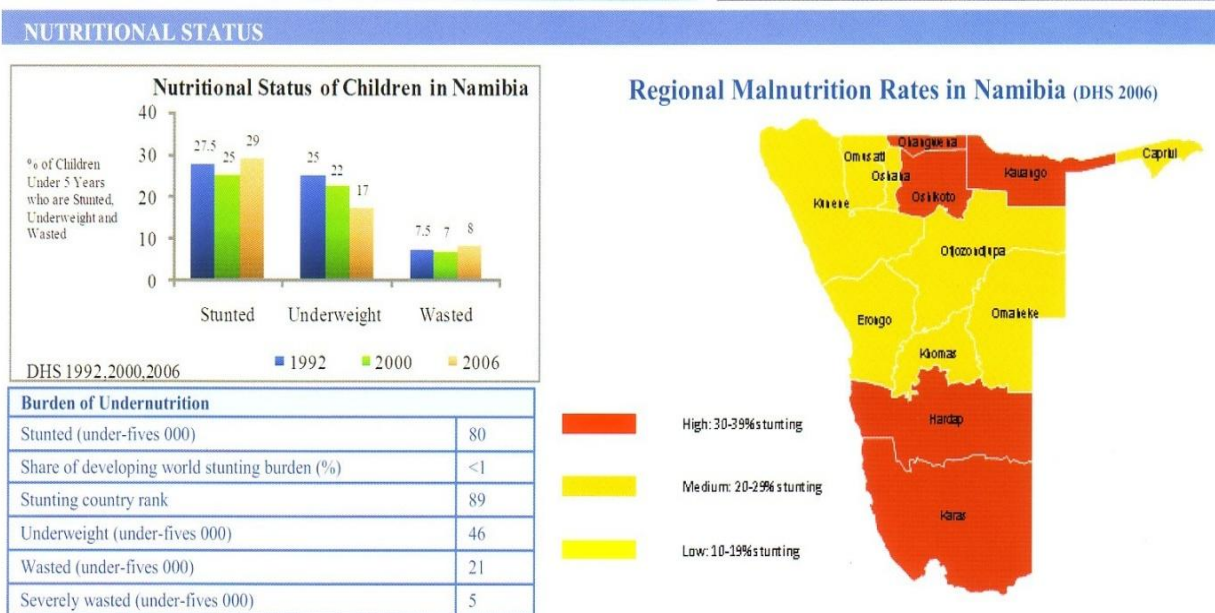 NUTRITIONAL STATUS
Nutritional Status of Children in Namibia
% of Children
Under 5 Years
who are Stunted,
Underweight and
Wasted
40
30
20
10
0
27.5
25
29
25
22
17
7.5
7
8
Stunted
Underweight
Wasted
1992
2000
2006
DHS 1992,2000,2006
Burden of Undernutrition
Stunted (under-fives 000) 80
Share of developing world stunting burden (%) <1
Stunting country rank 89
Underweight (under-fives 000) 46
Wasted (under-fives 000) 21
Severely wasted (under-fives 000) 5
Regional Malnutrition Rates in Namibia (DHS 2006)
Ohangwena
Omusati
Oshana
Caprivi
Kavango
Oshikoto
Kunene
Otjozondjupa
Omaheke
Erongo
Khomas
Hardap
Karas
High: 30-39% stunting
Medium: 20-29% stunting
Low: 10-19% stunting